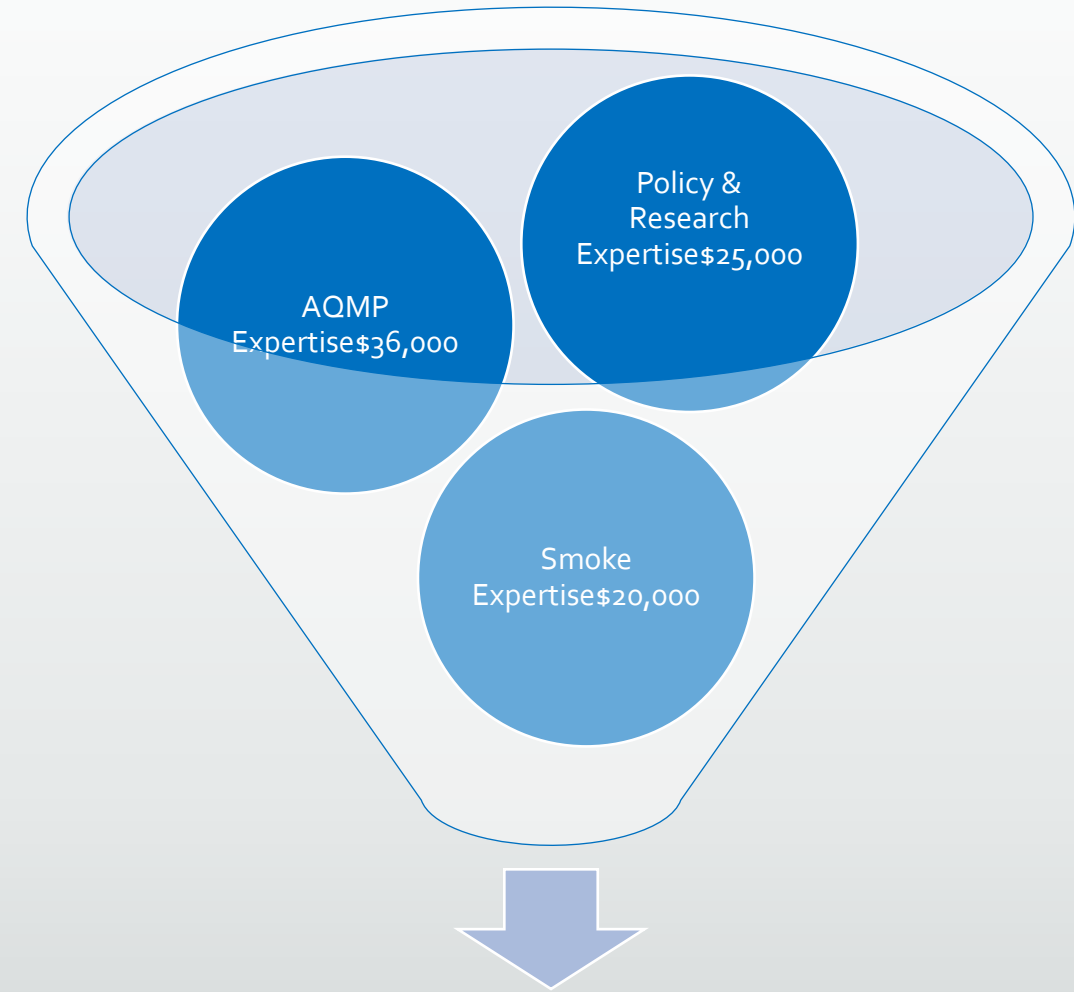 Policy &
Research
Expertise$25,000
AQMP
Expertise$36,000
Smoke
Expertise$20,000